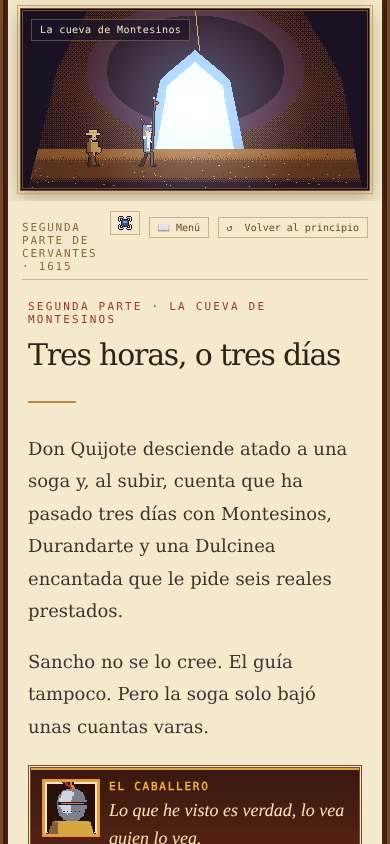 La cueva de Montesinos
SEGUNDA
PARTE DE
CERVANTES
· 1615
📖 Menú
↺ Volver al principio
SEGUNDA PARTE · LA CUEVA DE
MONTESINOS
Tres horas, o tres días
Don Quijote desciende atado a una
soga y, al subir, cuenta que ha
pasado tres días con Montesinos,
Durandarte y una Dulcinea
encantada que le pide seis reales
prestados.
Sancho no se lo cree. El guía
tampoco. Pero la soga solo bajó
unas cuantas varas.
EL CABALLERO
Lo que he visto es verdad, lo vea
quien lo vea.